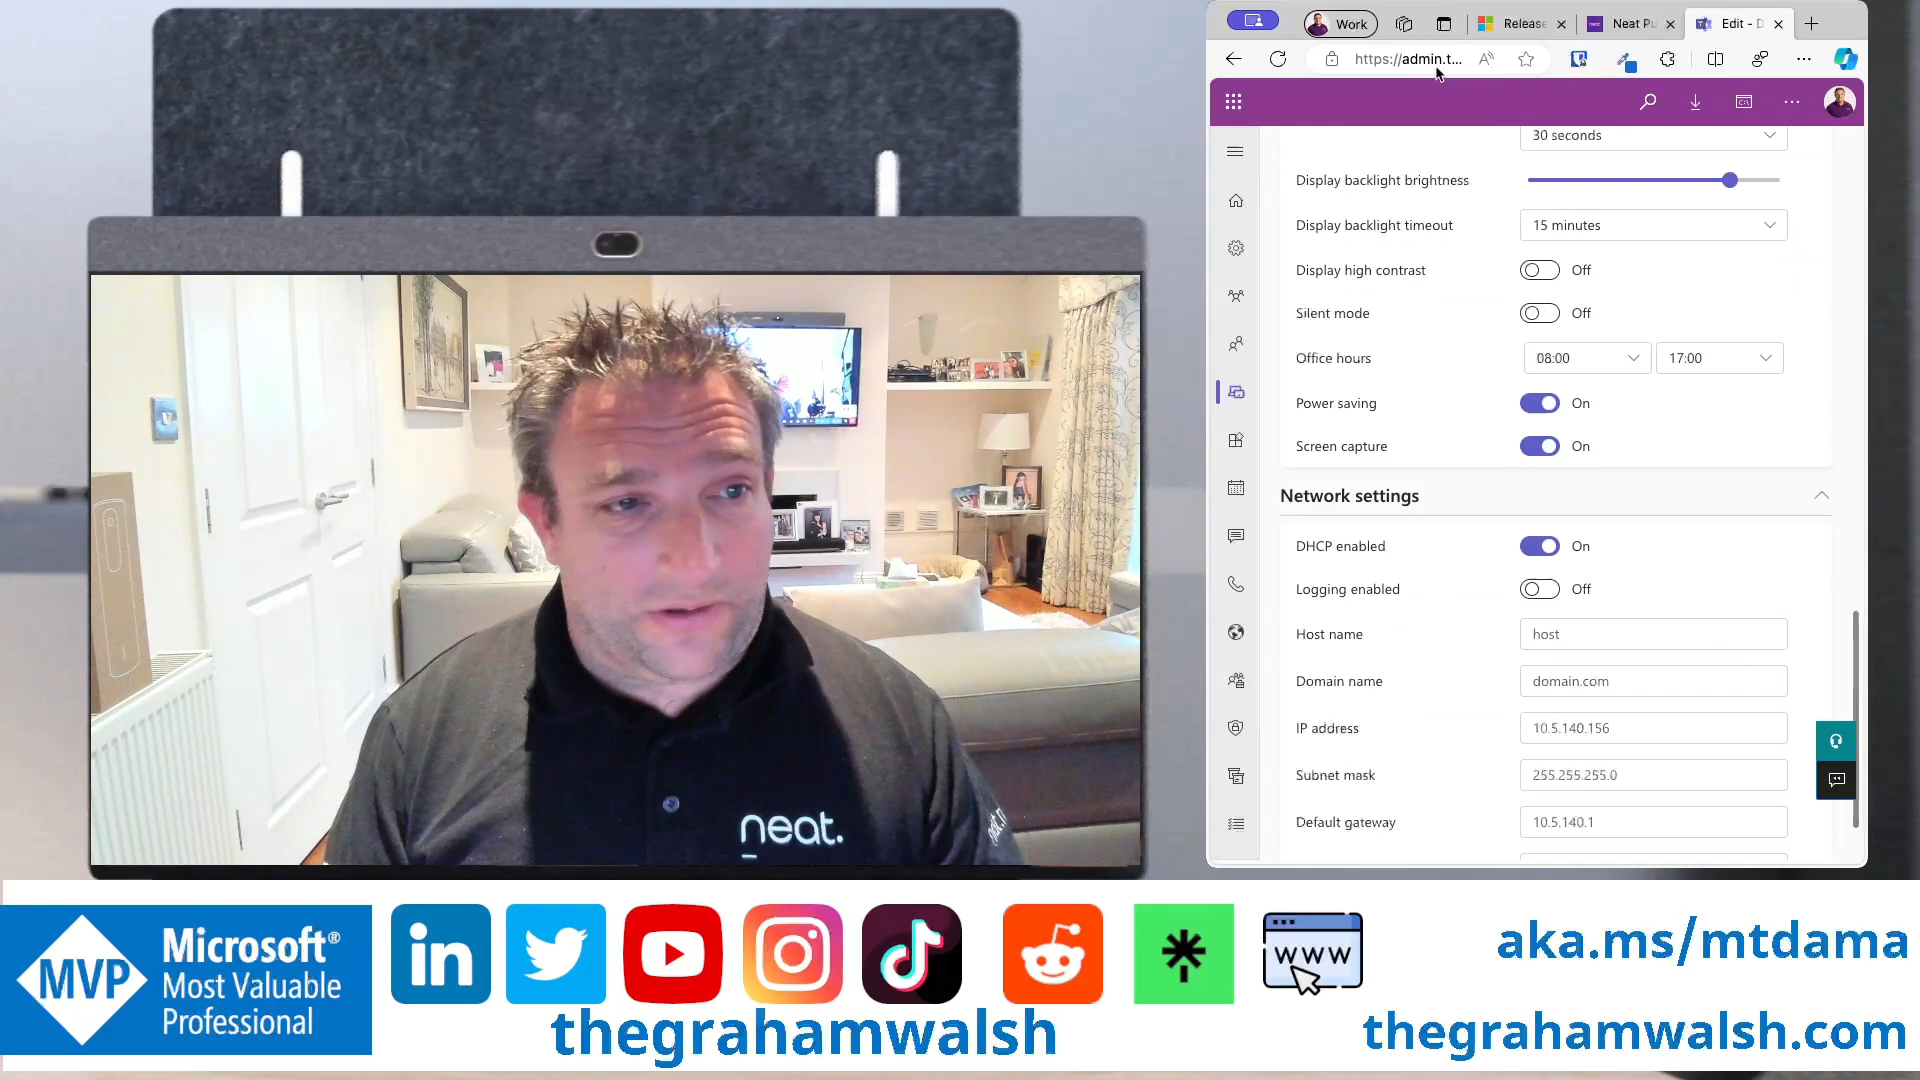 Work
Release
Neat Pu
Edit - D
https://admin.t...
30 seconds
Display backlight brightness
Display backlight timeout
15 minutes
Display high contrast
Off
Silent mode
Off
Office hours
08:00
17:00
Power saving
On
Screen capture
On
Network settings
DHCP enabled
On
Logging enabled
Off
Host name
host
Domain name
domain.com
IP address
10.5.140.156
Subnet mask
255.255.255.0
Default gateway
10.5.140.1
neat.
MVP
Microsoft®
Most Valuable
Professional
in
www
thegrahamwalsh
aka.ms/mtdama
thegrahamwalsh.com